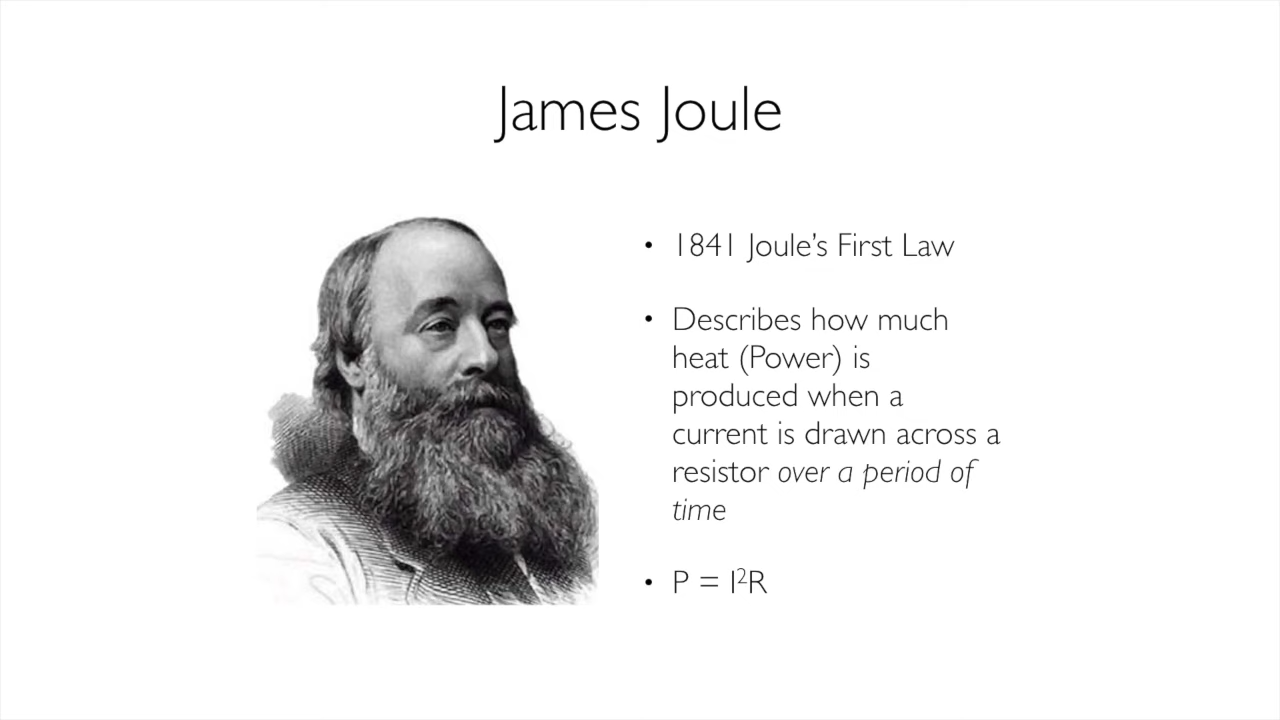 James Joule
• 1841 Joule’s First Law
• Describes how much
heat (Power) is
produced when a
current is drawn across a
resistor over a period of
time
• P = I²R